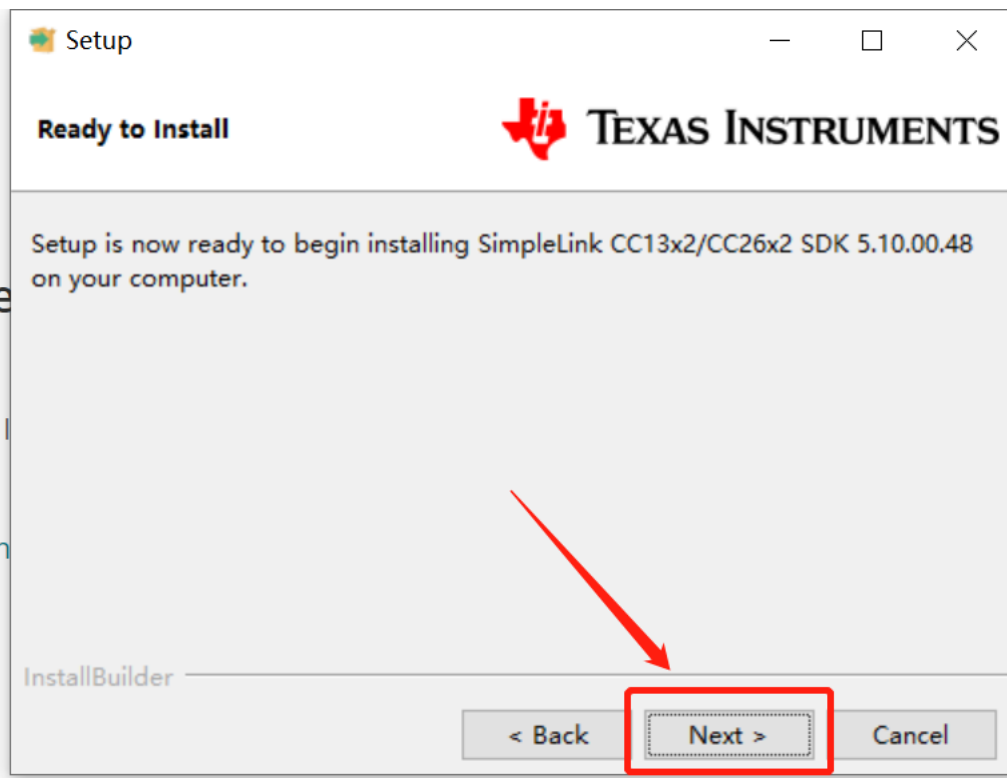 Setup
Ready to Install
TEXAS INSTRUMENTS
Setup is now ready to begin installing SimpleLink CC13x2/CC26x2 SDK 5.10.00.48
on your computer.
InstallBuilder
< Back
Next >
Cancel